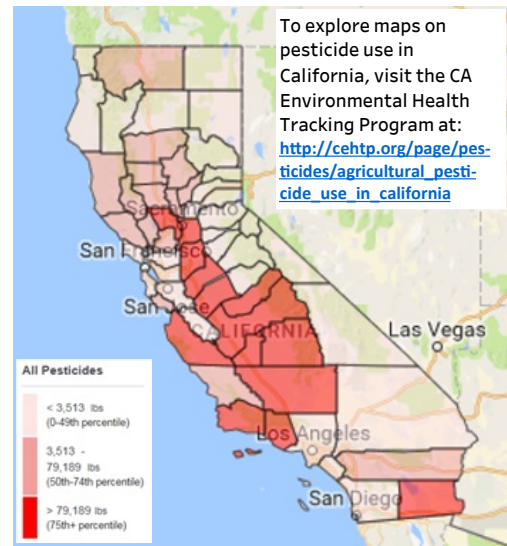 To explore maps on
pesticide use in
California, visit the CA
Environmental Health
Tracking Program at:
http://cehtp.org/page/pes-
ticides/agricultural_pesti-
cide_use_in_california
Sacramento
San Francisco
San Jose
CALIFORNIA
Las Vegas
Los Angeles
San Diego
All Pesticides
< 3,513 lbs
(0-49th percentile)
3,513 -
79,189 lbs
(50th-74th percentile)
> 79,189 lbs
(75th+ percentile)